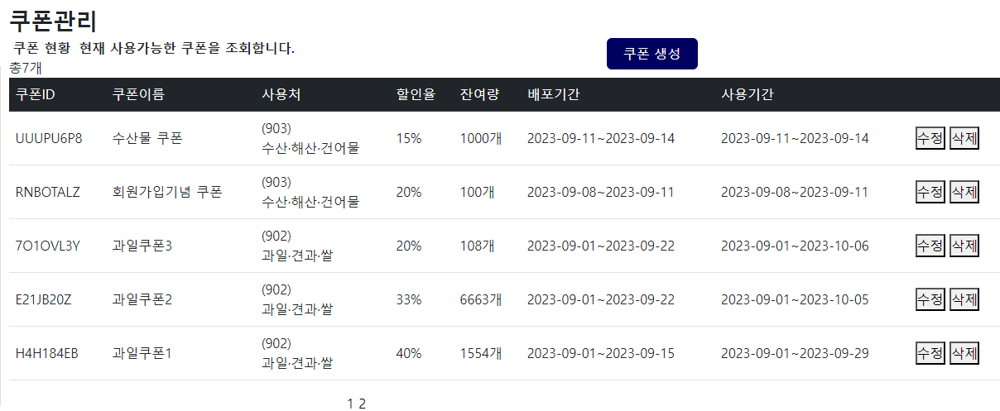 쿠폰관리
쿠폰 현황 현재 사용가능한 쿠폰을 조회합니다.
쿠폰 생성
총7개
쿠폰ID 쿠폰이름 사용처 할인율 잔여량 배포기간 사용기간
UUUPU6P8 수산물 쿠폰 (903) 수산·해산·건어물 15% 1000개 2023-09-11~2023-09-14 2023-09-11~2023-09-14 수정 삭제
RNBOTALZ 회원가입기념 쿠폰 (903) 수산·해산·건어물 20% 100개 2023-09-08~2023-09-11 2023-09-08~2023-09-11 수정 삭제
7O1OVL3Y 과일쿠폰3 (902) 과일·견과·쌀 20% 108개 2023-09-01~2023-09-22 2023-09-01~2023-10-06 수정 삭제
E21JB20Z 과일쿠폰2 (902) 과일·견과·쌀 33% 6663개 2023-09-01~2023-09-22 2023-09-01~2023-10-05 수정 삭제
H4H184EB 과일쿠폰1 (902) 과일·견과·쌀 40% 1554개 2023-09-01~2023-09-15 2023-09-01~2023-09-29 수정 삭제
1 2